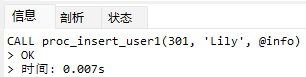 信息 剖析 状态
CALL proc_insert_user1(301, 'Lily', @info)
> OK
> 时间: 0.007s